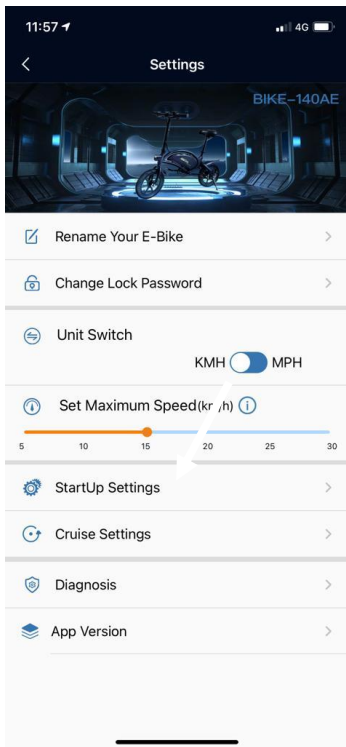 11:57
4G
Settings
BIKE-140AE
Rename Your E-Bike
Change Lock Password
Unit Switch
KMH MPH
Set Maximum Speed(km/h)
5 10 15 20 25 30
StartUp Settings
Cruise Settings
Diagnosis
App Version